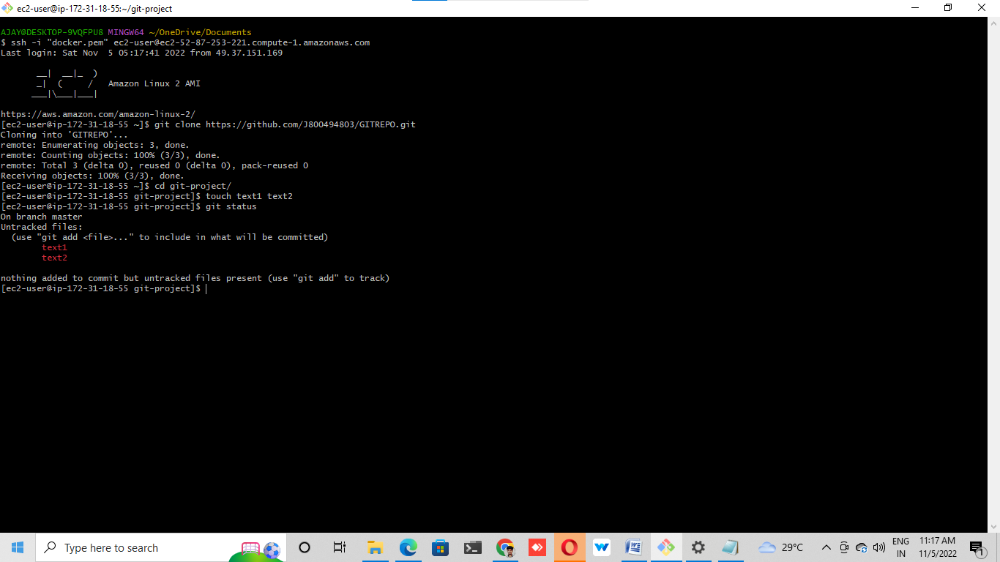 ec2-user@ip-172-31-18-55:~/git-project
AJAY@DESKTOP-9VQFPU8 MINGW64 ~/OneDrive/Documents
$ ssh -i "docker.pem" ec2-user@ec2-52-87-253-221.compute-1.amazonaws.com
Last login: Sat Nov  5 05:17:41 2022 from 49.37.151.169
       __|  __|_  )
       _|  (     /   Amazon Linux 2 AMI
      ___|\___|___|
https://aws.amazon.com/amazon-linux-2/
[ec2-user@ip-172-31-18-55 ~]$ git clone https://github.com/J800494803/GITREPO.git
Cloning into 'GITREPO'...
remote: Enumerating objects: 3, done.
remote: Counting objects: 100% (3/3), done.
remote: Total 3 (delta 0), reused 0 (delta 0), pack-reused 0
Receiving objects: 100% (3/3), done.
[ec2-user@ip-172-31-18-55 ~]$ cd git-project/
[ec2-user@ip-172-31-18-55 git-project]$ touch text1 text2
[ec2-user@ip-172-31-18-55 git-project]$ git status
On branch master
Untracked files:
  (use "git add <file>..." to include in what will be committed)
        text1
        text2
nothing added to commit but untracked files present (use "git add" to track)
[ec2-user@ip-172-31-18-55 git-project]$
Type here to search
29°C
ENG
IN
11:17 AM
11/5/2022
1